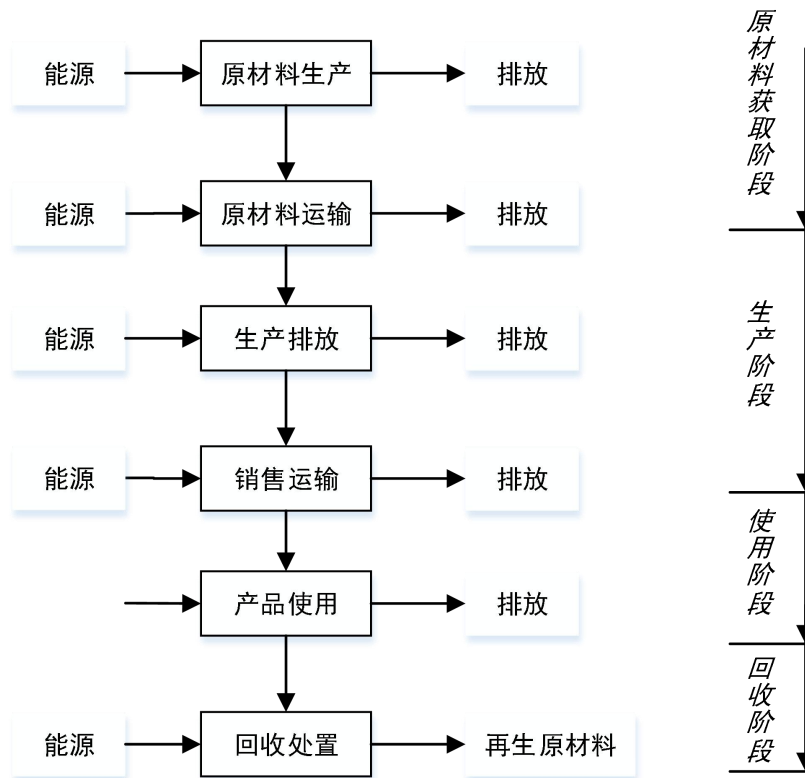 能源 原材料生产 排放
能源 原材料运输 排放
能源 生产排放 排放
能源 销售运输 排放
产品使用 排放
能源 回收处置 再生原材料
原材料获取阶段
生产阶段
使用阶段
回收阶段